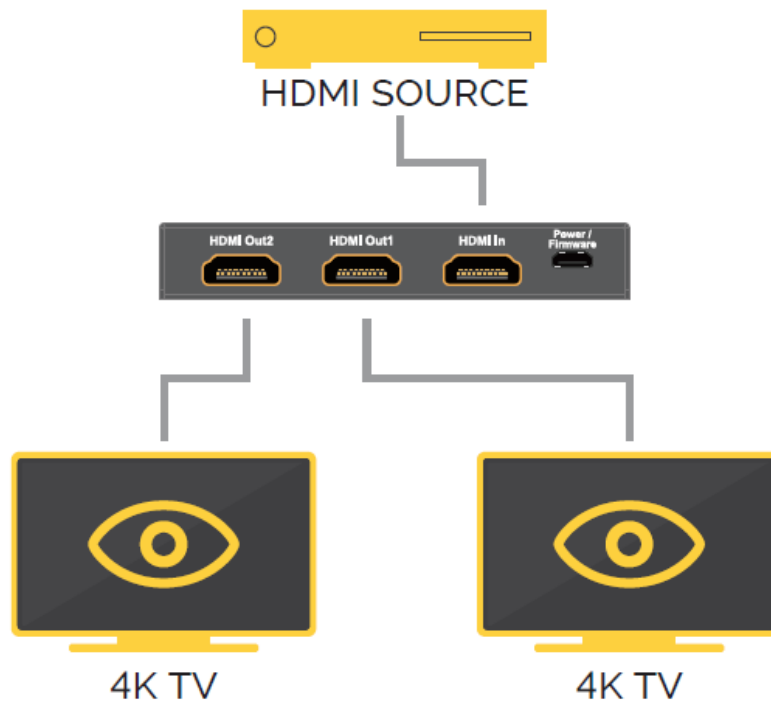 HDMI SOURCE
HDMI Out2
HDMI Out1
HDMI In
Power /
Firmware
4K TV
4K TV